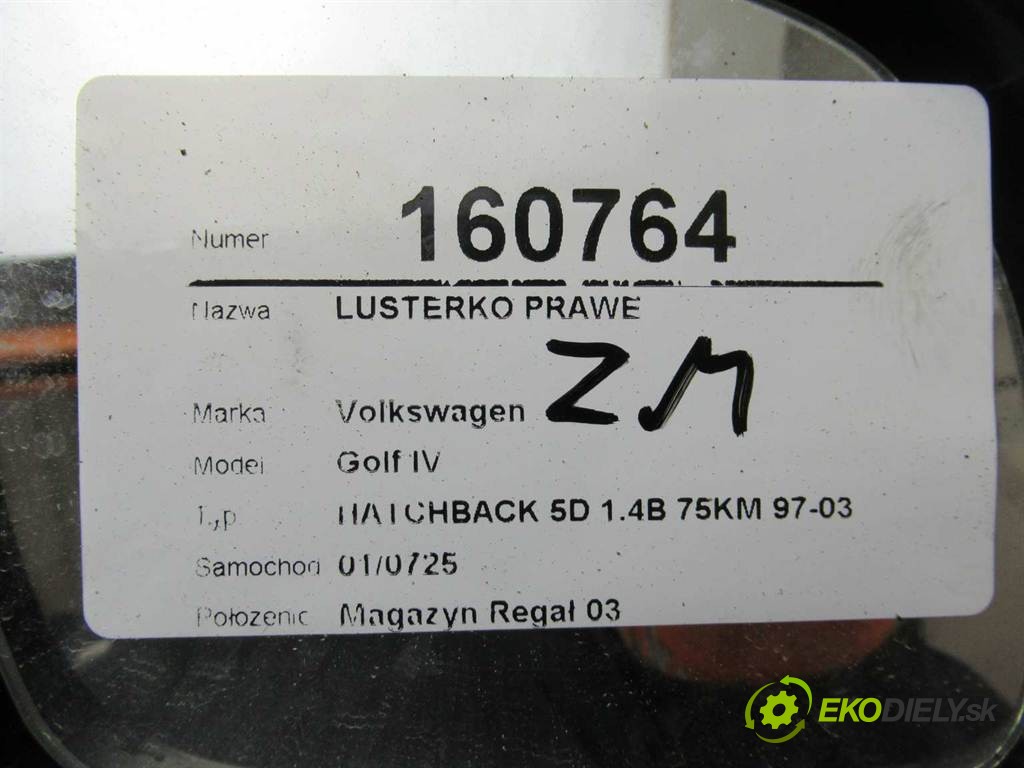 Numer 160764
Nazwa LUSTERKO PRAWE
ZM
Marka Volkswagen
Model Golf IV
Typ HATCHBACK 5D 1.4B 75KM 97-03
Samochod 01/0725
Położenie Magazyn Regał 03
EKODIELY.sk